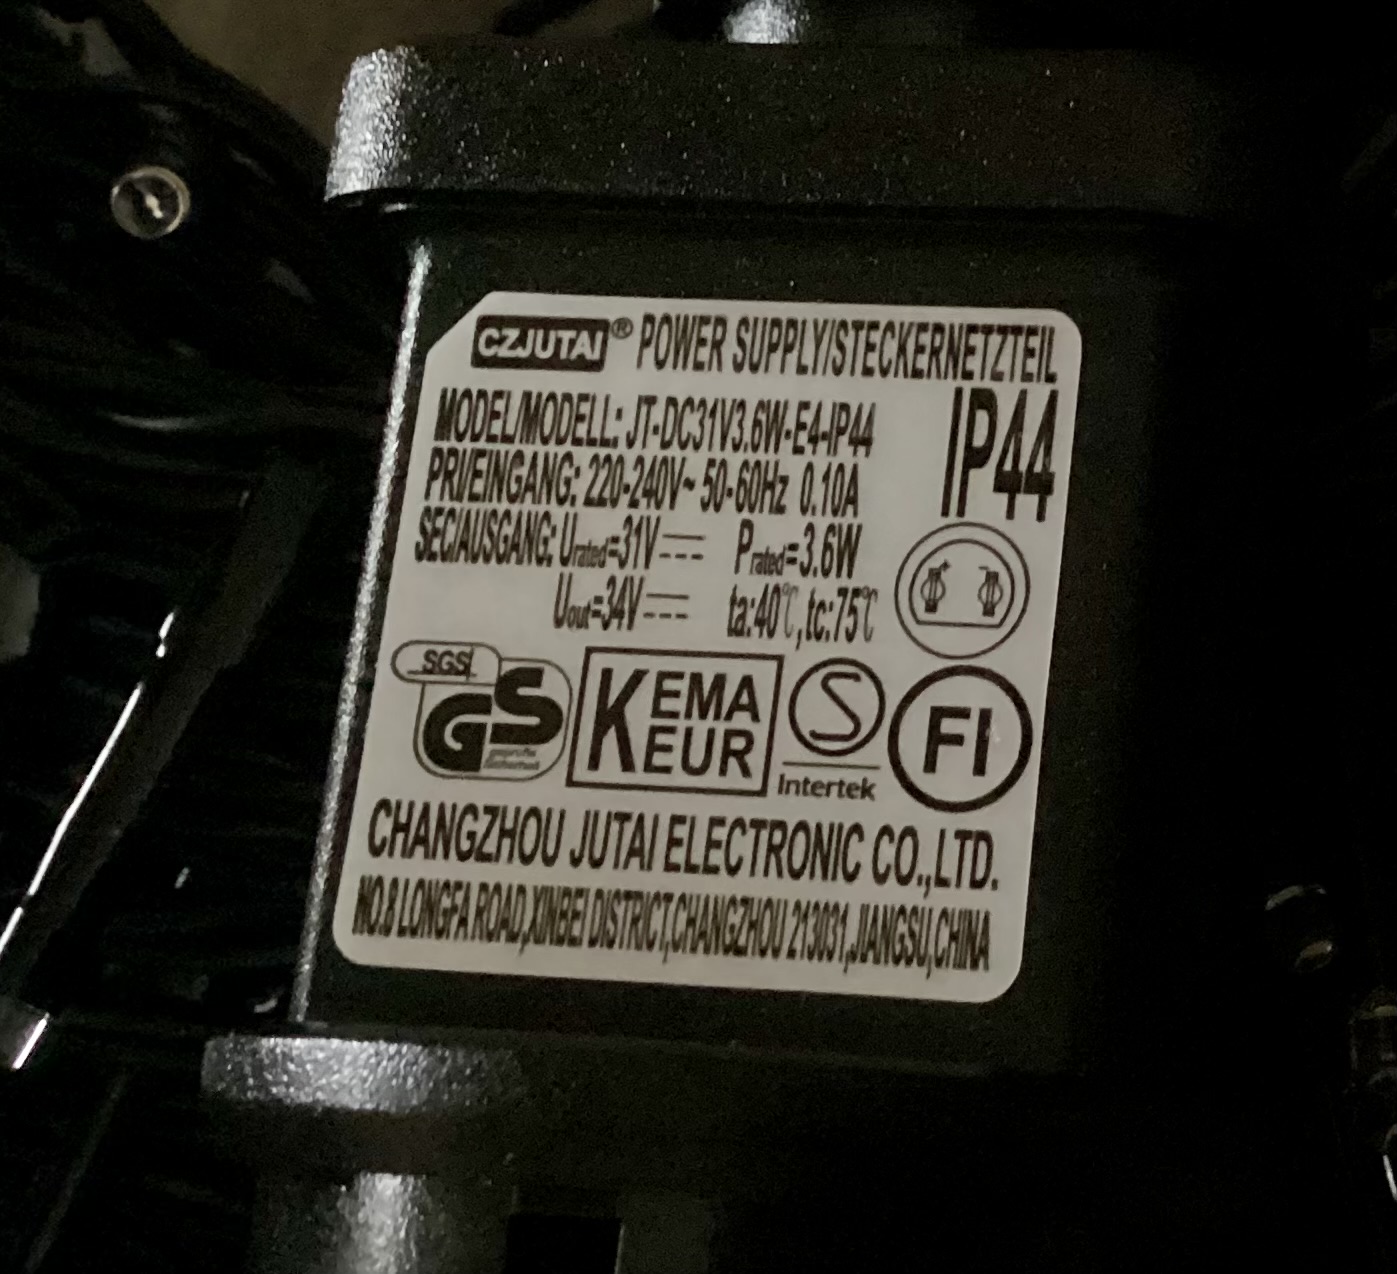 CZJUTAI® POWER SUPPLY/STECKERNETZTEIL
MODEL/MODELL: JT-DC31V3.6W-E4-IP44
IP44
PRI/EINGANG: 220-240V~ 50-60Hz 0.10A
SEC/AUSGANG: Urated=31V⎓ Prated=3.6W
Uout=34V⎓ ta:40℃,tc:75℃
SGS
GS
geprüfte
Sicherheit
KEMA
KEUR
S
Intertek
FI
CHANGZHOU JUTAI ELECTRONIC CO.,LTD.
NO.8 LONGFA ROAD,XINBEI DISTRICT,CHANGZHOU 213031,JIANGSU,CHINA